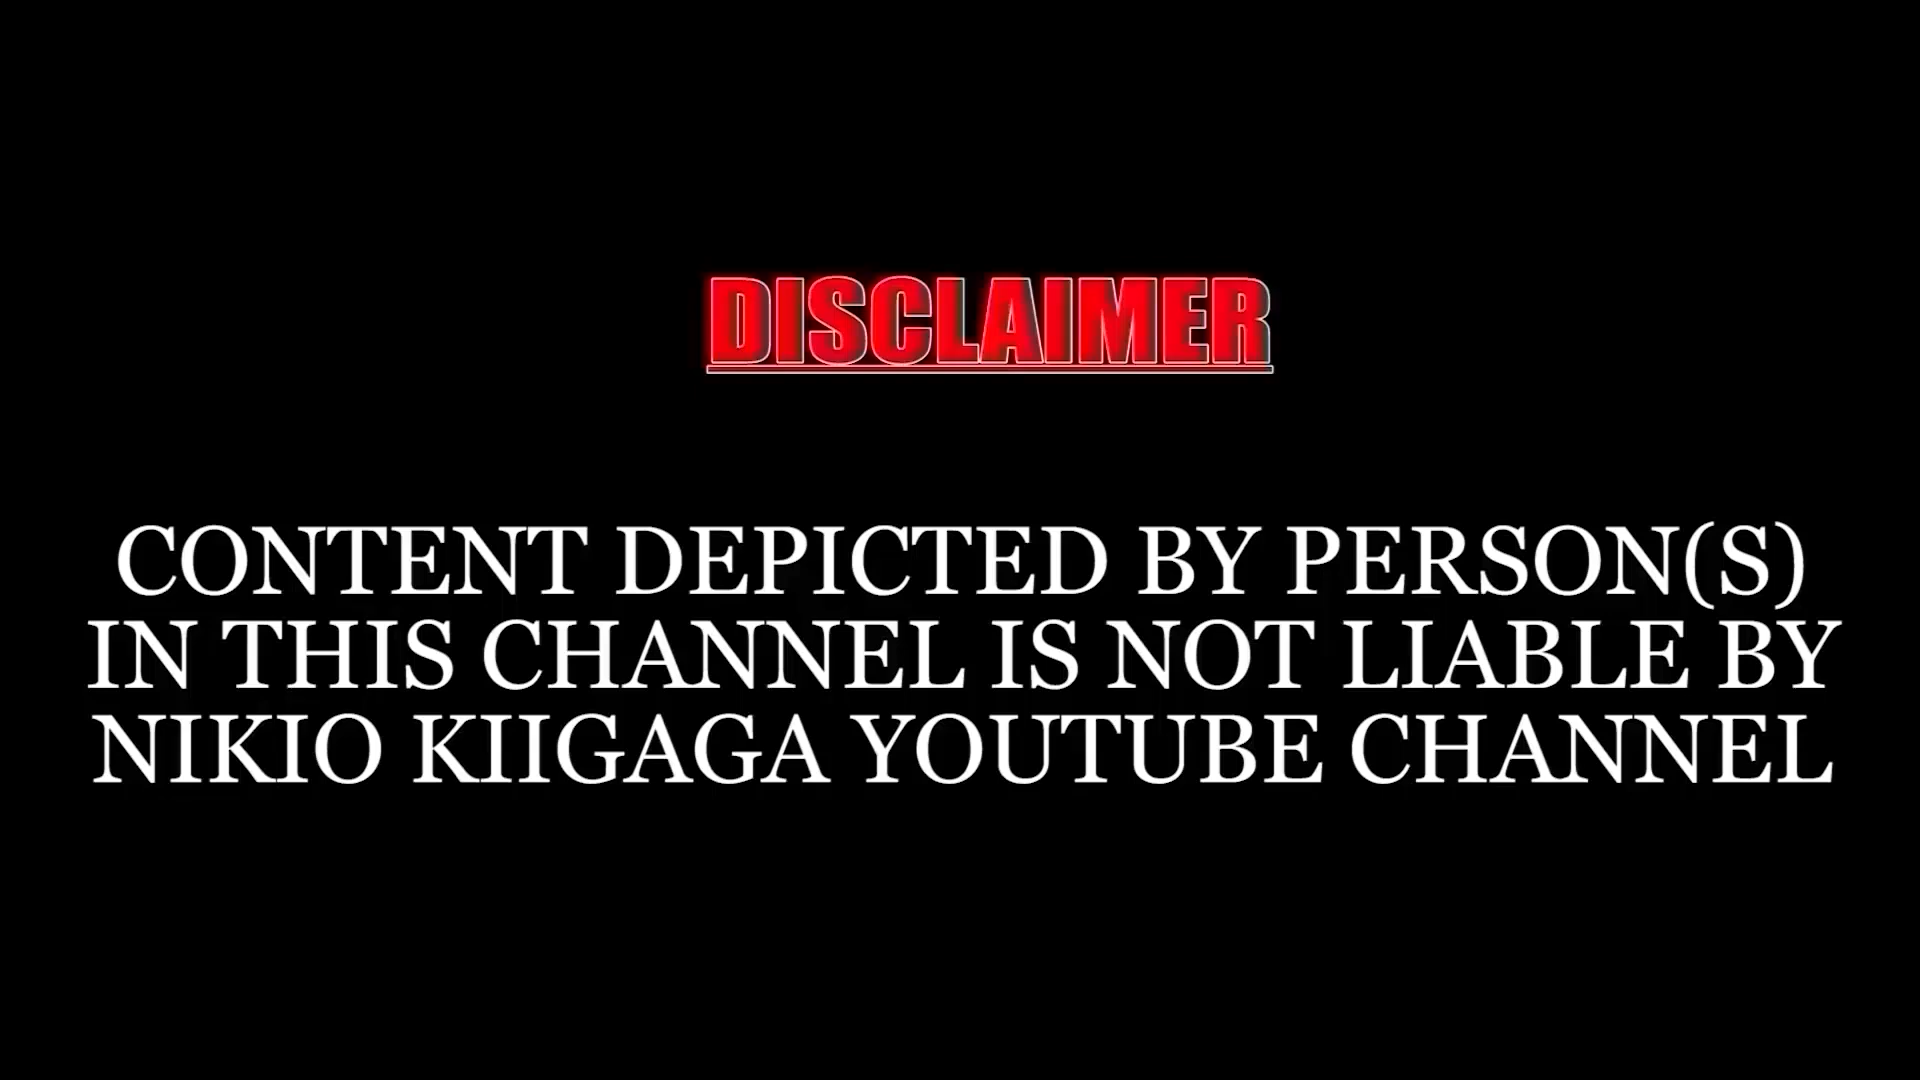 DISCLAIMER
CONTENT DEPICTED BY PERSON(S)
IN THIS CHANNEL IS NOT LIABLE BY
NIKIO KIIGAGA YOUTUBE CHANNEL